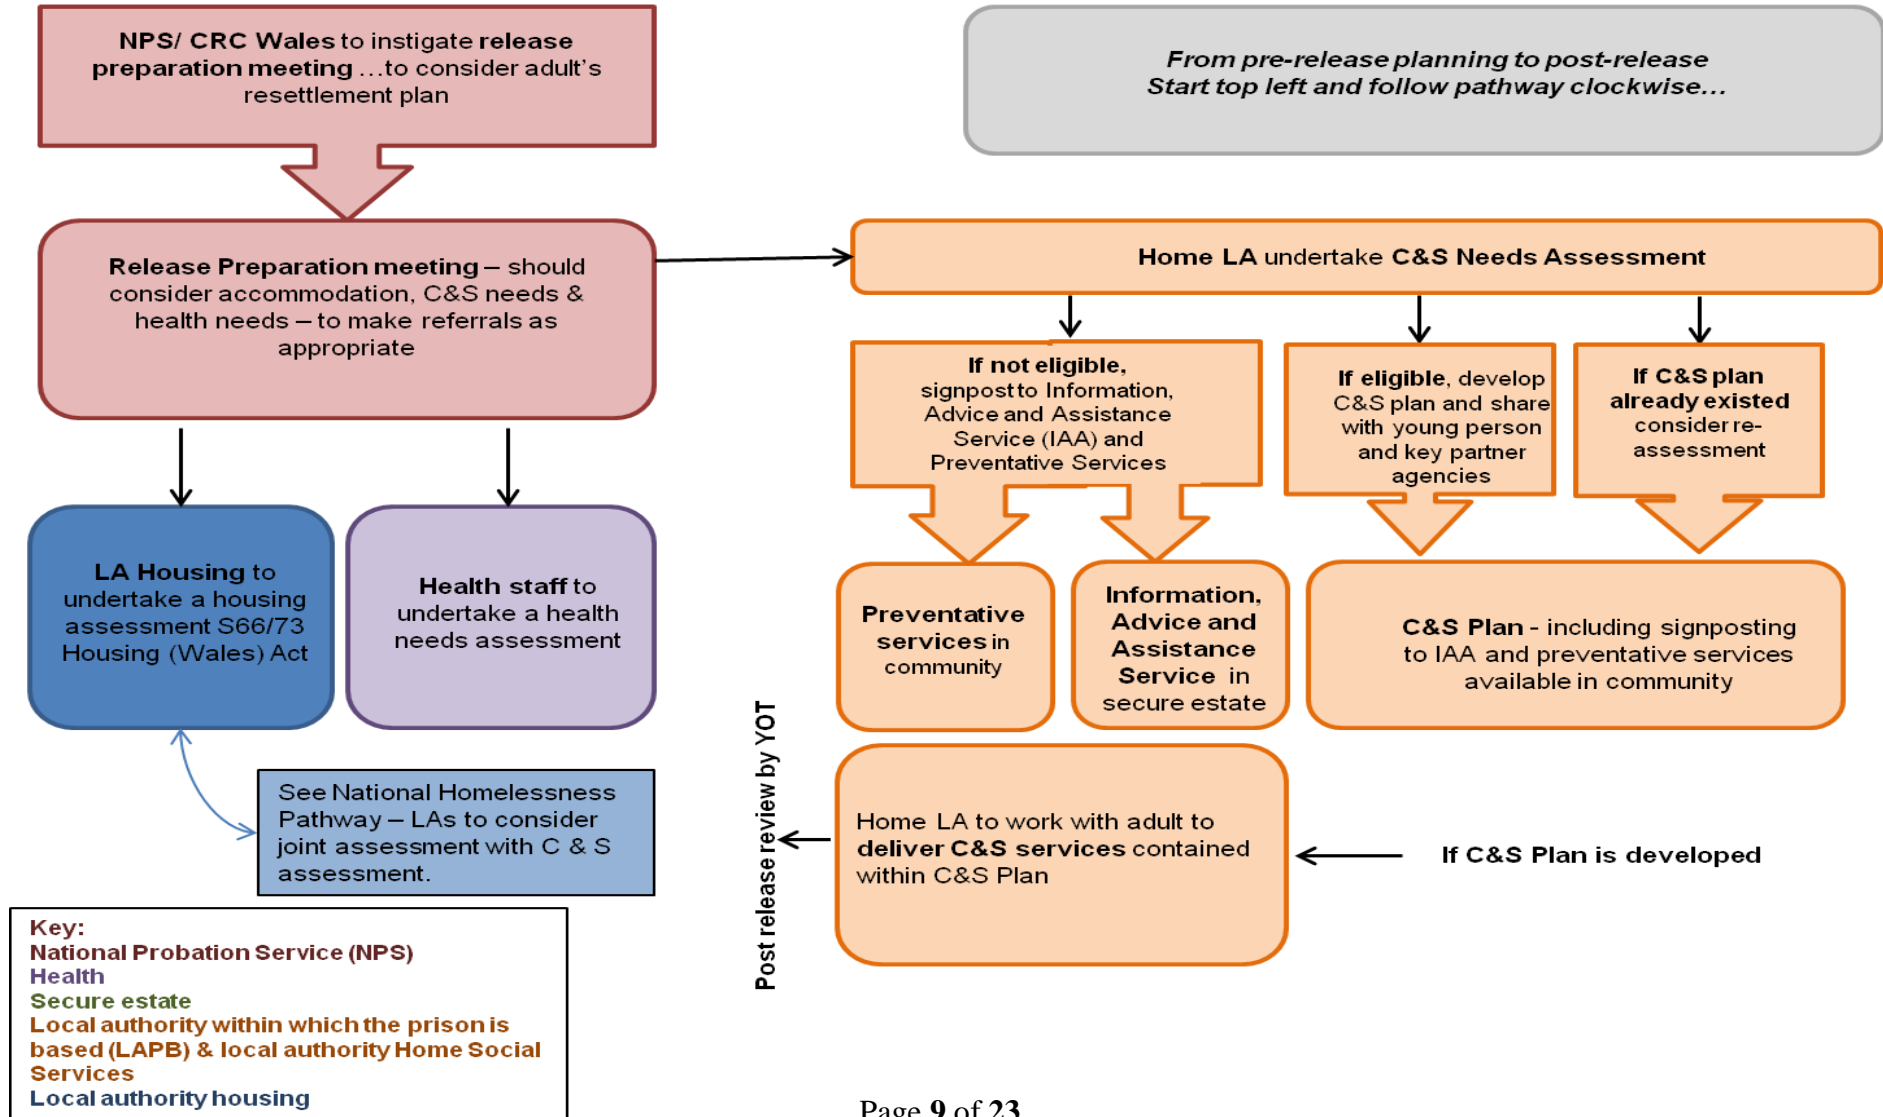 NPS/ CRC Wales to instigate release
preparation meeting ...to consider adult's
resettlement plan
From pre-release planning to post-release
Start top left and follow pathway clockwise...
Release Preparation meeting – should
consider accommodation, C&S needs &
health needs – to make referrals as
appropriate
Home LA undertake C&S Needs Assessment
If not eligible,
signpost to Information,
Advice and Assistance
Service (IAA) and
Preventative Services
If eligible, develop
C&S plan and share
with young person
and key partner
agencies
If C&S plan
already existed
consider re-
assessment
LA Housing to
undertake a housing
assessment S66/73
Housing (Wales) Act
Health staff to
undertake a health
needs assessment
Preventative
services in
community
Information,
Advice and
Assistance
Service in
secure estate
C&S Plan - including signposting
to IAA and preventative services
available in community
See National Homelessness
Pathway – LAs to consider
joint assessment with C & S
assessment.
Post release review by YOT
Home LA to work with adult to
deliver C&S services contained
within C&S Plan
If C&S Plan is developed
Key:
National Probation Service (NPS)
Health
Secure estate
Local authority within which the prison is
based (LAPB) & local authority Home Social
Services
Local authority housing
Page 9 of 23